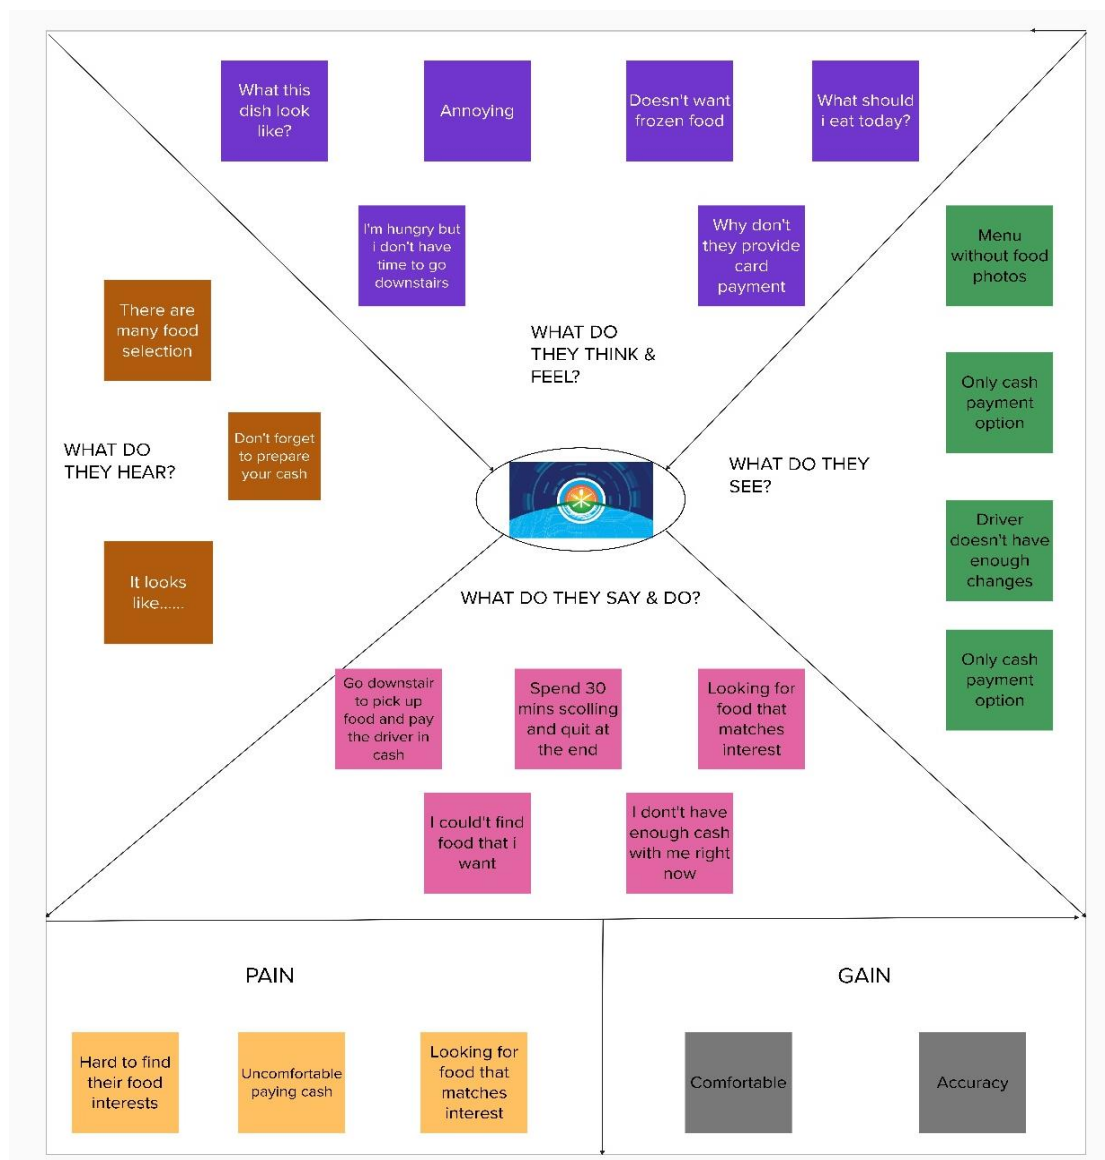 What this
dish look
like?
Annoying
Doesn't want
frozen food
What should
i eat today?
I'm hungry but
i don't have
time to go
downstairs
Why don't
they provide
card
payment
WHAT DO
THEY THINK &
FEEL?
There are
many food
selection
Don't forget
to prepare
your cash
It looks
like......
WHAT DO
THEY HEAR?
WHAT DO THEY
SEE?
Menu
without food
photos
Only cash
payment
option
Driver
doesn't have
enough
changes
Only cash
payment
option
WHAT DO THEY SAY & DO?
Go downstair
to pick up
food and pay
the driver in
cash
Spend 30
mins scolling
and quit at
the end
Looking for
food that
matches
interest
I could't find
food that i
want
I dont't have
enough cash
with me right
now
PAIN
Hard to find
their food
interests
Uncomfortable
paying cash
Looking for
food that
matches
interest
GAIN
Comfortable
Accuracy